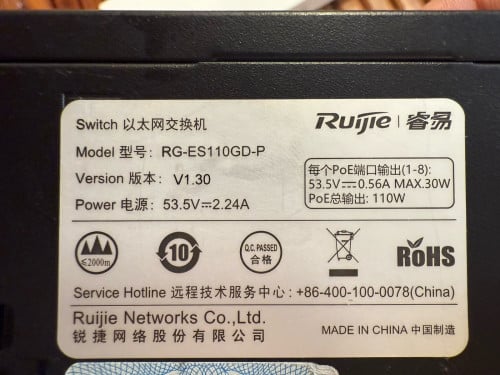 Switch 以太网交换机
Ruijie | 睿易
Model 型号: RG-ES110GD-P
Version 版本: V1.30
Power 电源: 53.5V⎓2.24A
每个PoE端口输出(1-8):
53.5V⎓0.56A MAX.30W
PoE总输出: 110W
≤2000m
10
Q.C. PASSED
合格
RoHS
Service Hotline 远程技术服务中心: +86-400-100-0078(China)
Ruijie Networks Co.,Ltd.
锐捷网络股份有限公司
MADE IN CHINA 中国制造